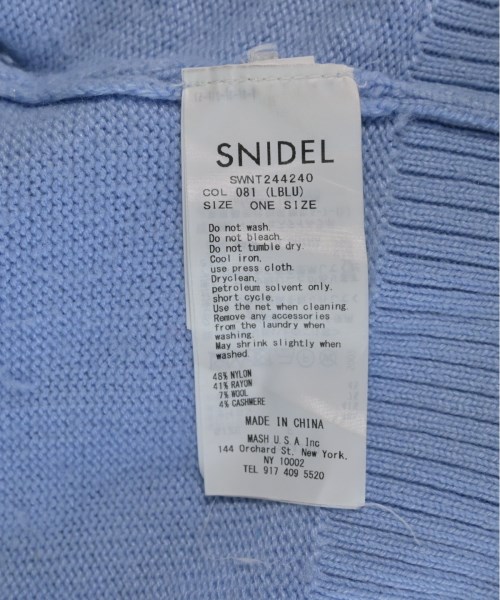 SNIDEL
SWNT244240
COL 081 (LBLU)
SIZE ONE SIZE
Do not wash.
Do not bleach.
Do not tumble dry.
Cool iron,
use press cloth.
Dryclean,
petroleum solvent only.
short cycle.
Use the net when cleaning.
Remove any accessories
from the laundry when
washing.
May shrink slightly when
washed.
48% NYLON
41% RAYON
7% WOOL
4% CASHMERE
MADE IN CHINA
MASH U.S.A Inc
144 Orchard St. New York,
NY 10002
TEL 917 409 5520